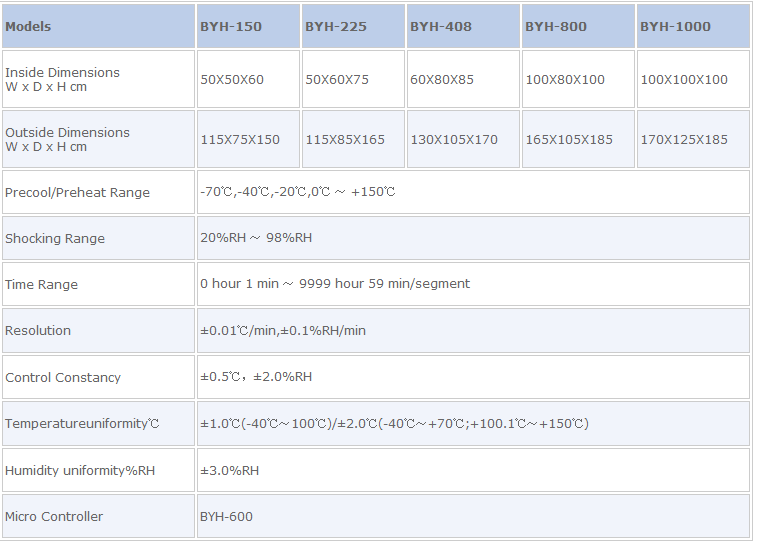 Models BYH-150 BYH-225 BYH-408 BYH-800 BYH-1000
Inside Dimensions
W x D x H cm 50X50X60 50X60X75 60X80X85 100X80X100 100X100X100
Outside Dimensions
W x D x H cm 115X75X150 115X85X165 130X105X170 165X105X185 170X125X185
Precool/Preheat Range -70℃,-40℃,-20℃,0℃～ +150℃
Shocking Range 20%RH～ 98%RH
Time Range 0 hour 1 min～ 9999 hour 59 min/segment
Resolution ±0.01℃/min,±0.1%RH/min
Control Constancy ±0.5℃，±2.0%RH
Temperatureuniformity℃ ±1.0℃(-40℃～100℃)/±2.0℃(-40℃～+70℃;+100.1℃～+150℃)
Humidity uniformity%RH ±3.0%RH
Micro Controller BYH-600